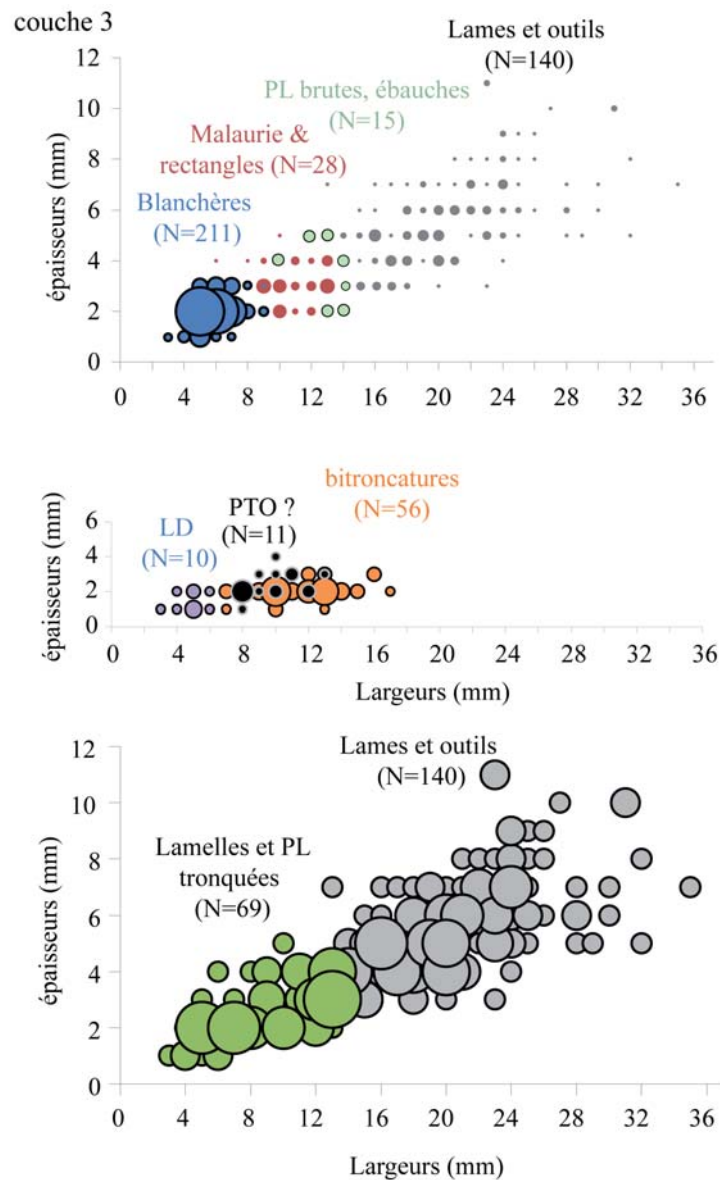 couche 3
Lames et outils
(N=140)
PL brutes, ébauches
(N=15)
Malaurie &
rectangles (N=28)
Blanchères
(N=211)
épaisseurs (mm)
12
10
8
6
4
2
0
0 4 8 12 16 20 24 28 32 36
bitroncatures
(N=56)
PTO ?
(N=11)
LD
(N=10)
épaisseurs (mm)
6
4
2
0
0 4 8 12 16 20 24 28 32 36
Largeurs (mm)
Lames et outils
(N=140)
Lamelles et PL
tronquées
(N=69)
épaisseurs (mm)
12
10
8
6
4
2
0
0 4 8 12 16 20 24 28 32 36
Largeurs (mm)